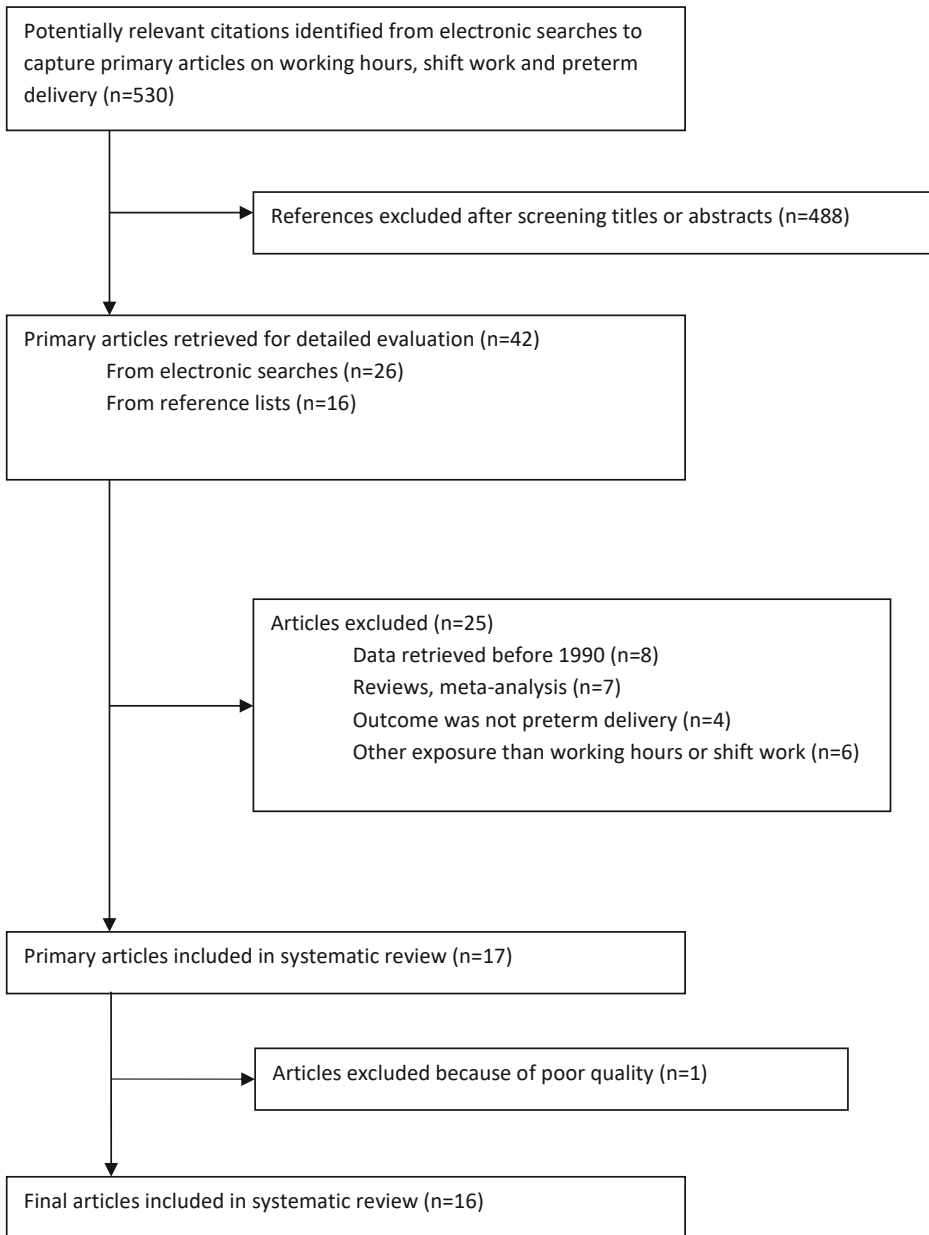 Potentially relevant citations identified from electronic searches to
capture primary articles on working hours, shift work and preterm
delivery (n=530)
References excluded after screening titles or abstracts (n=488)
Primary articles retrieved for detailed evaluation (n=42)
From electronic searches (n=26)
From reference lists (n=16)
Articles excluded (n=25)
Data retrieved before 1990 (n=8)
Reviews, meta-analysis (n=7)
Outcome was not preterm delivery (n=4)
Other exposure than working hours or shift work (n=6)
Primary articles included in systematic review (n=17)
Articles excluded because of poor quality (n=1)
Final articles included in systematic review (n=16)